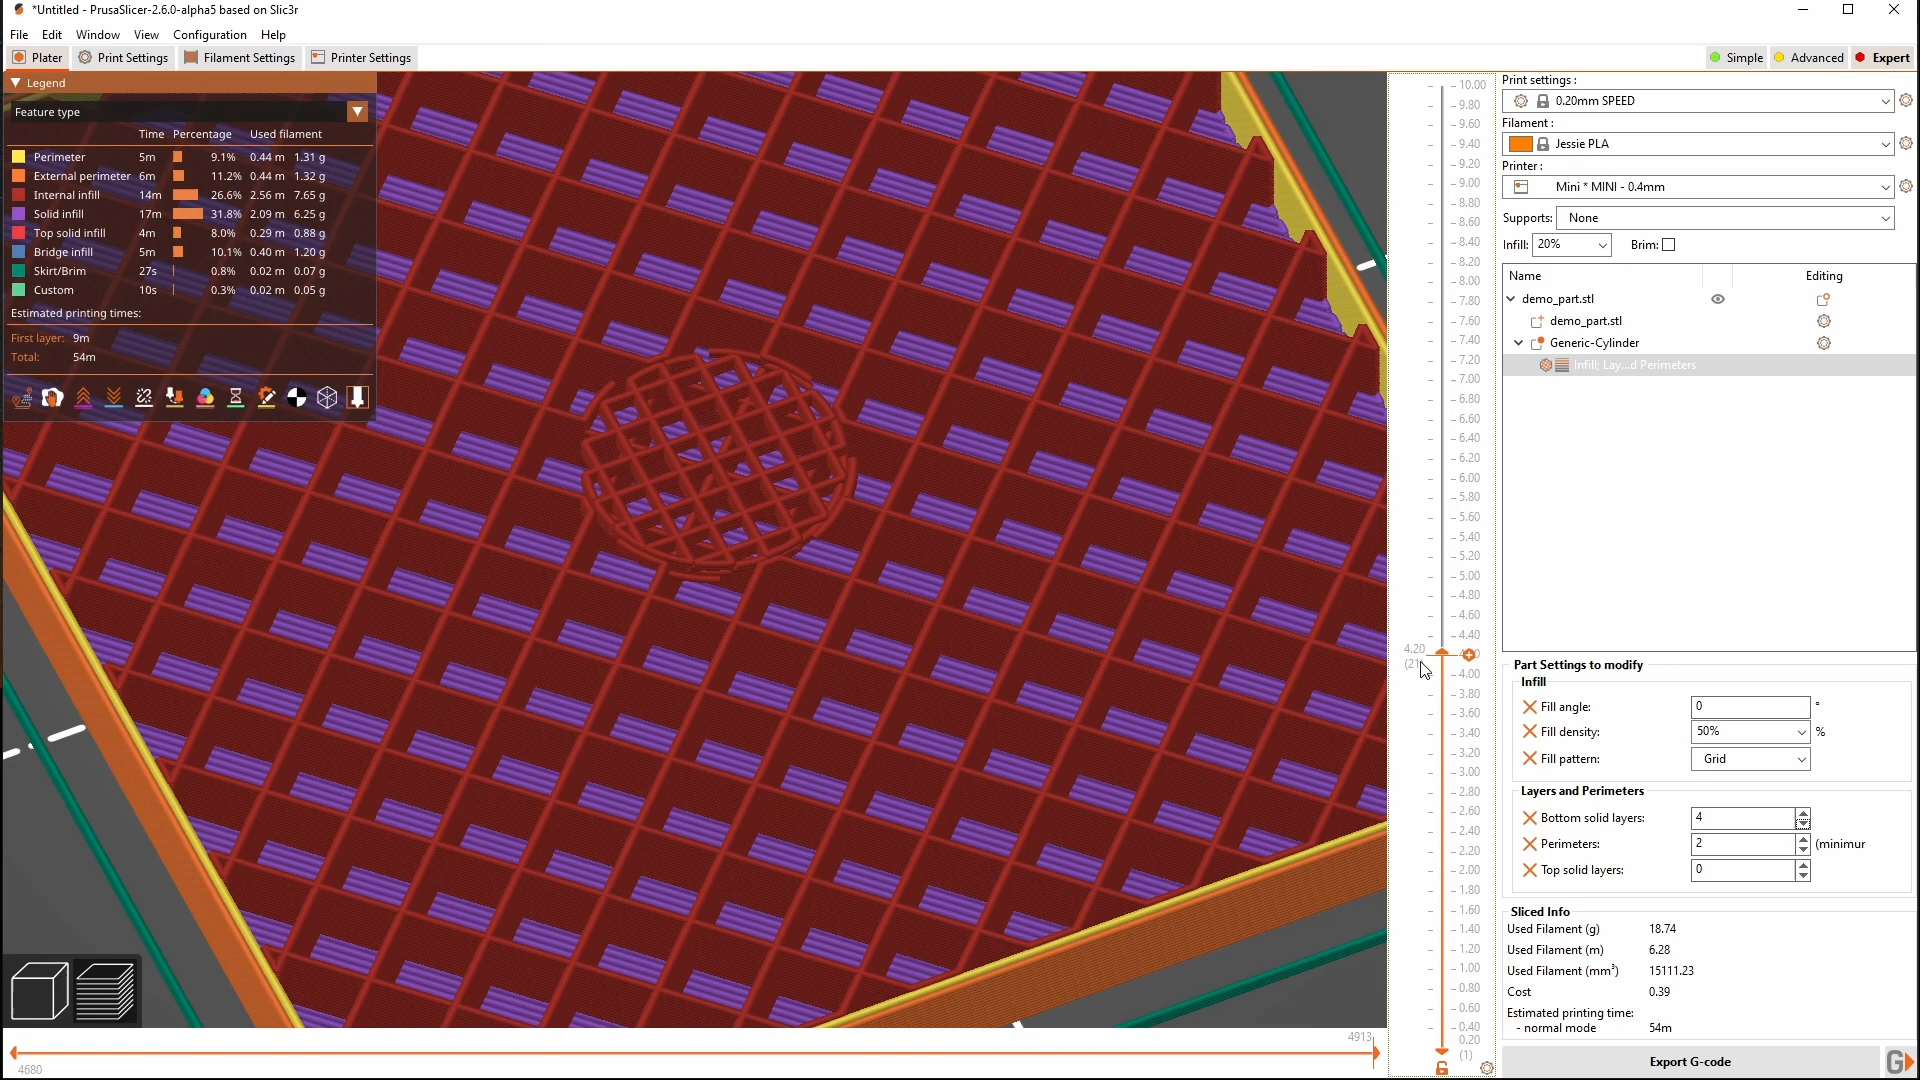 *Untitled - PrusaSlicer-2.6.0-alpha5 based on Slic3r
File Edit Window View Configuration Help
Plater Print Settings Filament Settings Printer Settings
Simple Advanced Expert
Legend
Feature type
Time Percentage Used filament
Perimeter 5m 9.1% 0.44 m 1.31 g
External perimeter 6m 11.2% 0.44 m 1.32 g
Internal infill 14m 26.6% 2.56 m 7.65 g
Solid infill 17m 31.8% 2.09 m 6.25 g
Top solid infill 4m 8.0% 0.29 m 0.88 g
Bridge infill 5m 10.1% 0.40 m 1.20 g
Skirt/Brim 27s 0.8% 0.02 m 0.07 g
Custom 10s 0.3% 0.02 m 0.05 g
Estimated printing times:
First layer: 9m
Total: 54m
4913
4680
10.00
9.80
9.60
9.40
9.20
9.00
8.80
8.60
8.40
8.20
8.00
7.80
7.60
7.40
7.20
7.00
6.80
6.60
6.40
6.20
6.00
5.80
5.60
5.40
5.20
5.00
4.80
4.60
4.40
4.20
(21
4.00
3.80
3.60
3.40
3.20
3.00
2.80
2.60
2.40
2.20
2.00
1.80
1.60
1.40
1.20
1.00
0.80
0.60
0.40
0.20
(1)
Print settings :
0.20mm SPEED
Filament :
Jessie PLA
Printer :
Mini * MINI - 0.4mm
Supports: None
Infill: 20% Brim:
Name Editing
demo_part.stl
demo_part.stl
Generic-Cylinder
Infill; Lay...d Perimeters
Part Settings to modify
Infill
Fill angle: 0 °
Fill density: 50% %
Fill pattern: Grid
Layers and Perimeters
Bottom solid layers: 4
Perimeters: 2 (minimur
Top solid layers: 0
Sliced Info
Used Filament (g) 18.74
Used Filament (m) 6.28
Used Filament (mm³) 15111.23
Cost 0.39
Estimated printing time:
- normal mode 54m
Export G-code
G